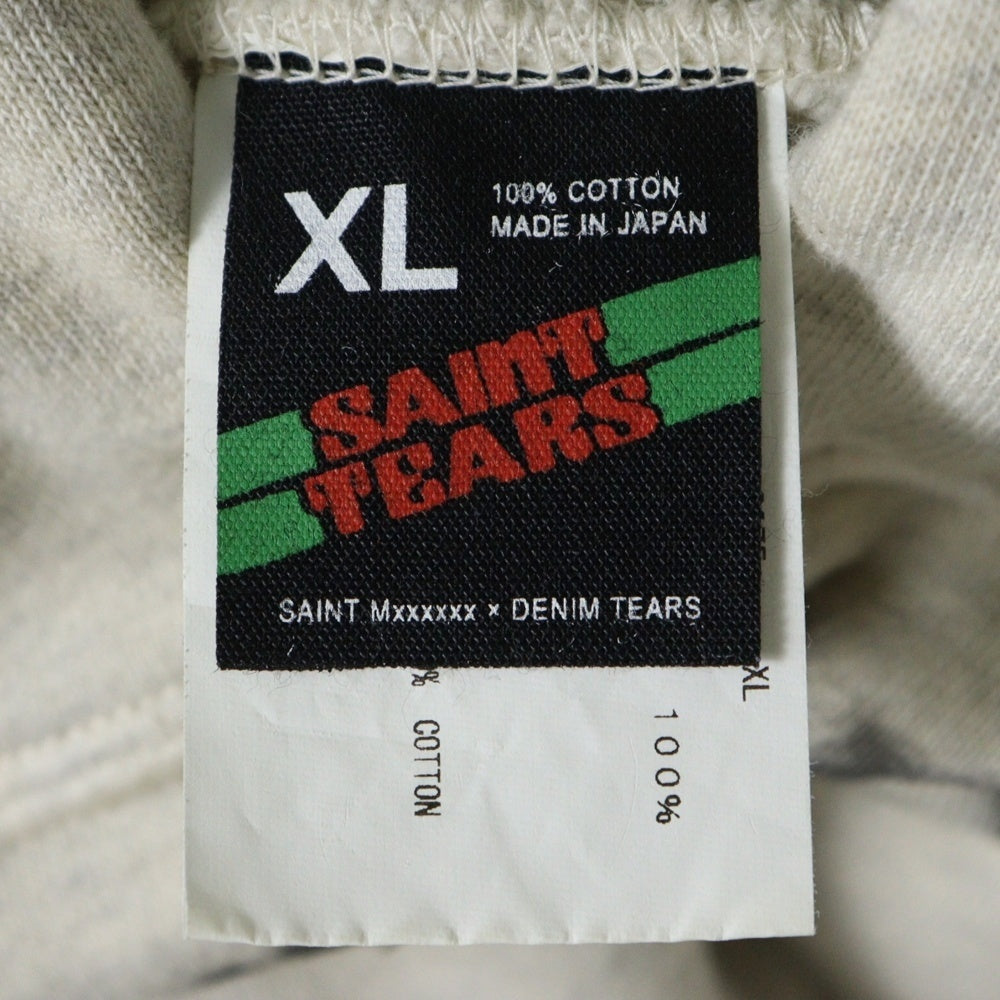 XL
100% COTTON
MADE IN JAPAN
SAINT
TEARS
SAINT Mxxxxxx × DENIM TEARS
XL
% COTTON
100%